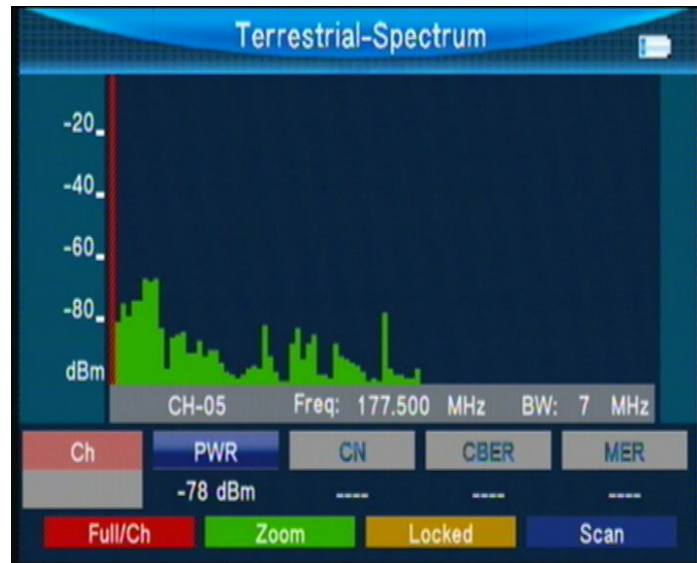 Terrestrial-Spectrum
-20
-40
-60
-80
dBm
CH-05 Freq: 177.500 MHz BW: 7 MHz
Ch PWR CN CBER MER
-78 dBm ---- ---- ----
Full/Ch Zoom Locked Scan